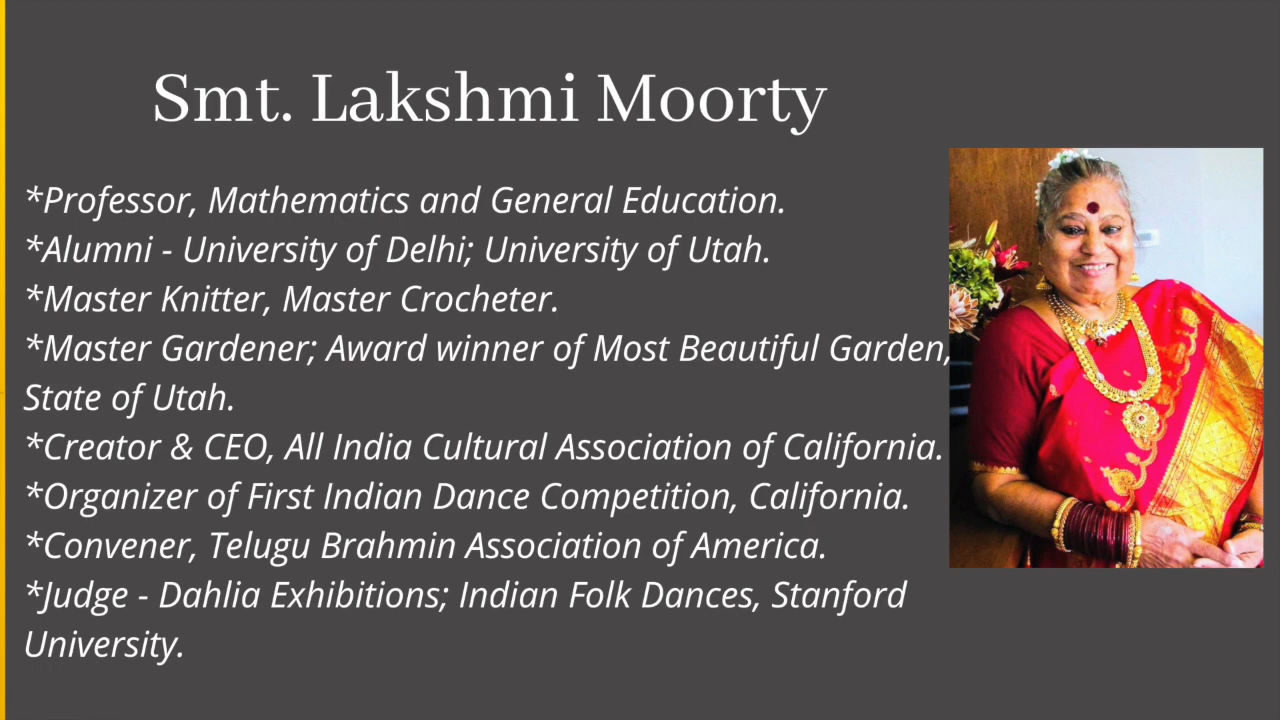 Smt. Lakshmi Moorty
*Professor, Mathematics and General Education.
*Alumni - University of Delhi; University of Utah.
*Master Knitter, Master Crocheter.
*Master Gardener; Award winner of Most Beautiful Garden,
State of Utah.
*Creator & CEO, All India Cultural Association of California.
*Organizer of First Indian Dance Competition, California.
*Convener, Telugu Brahmin Association of America.
*Judge - Dahlia Exhibitions; Indian Folk Dances, Stanford
University.